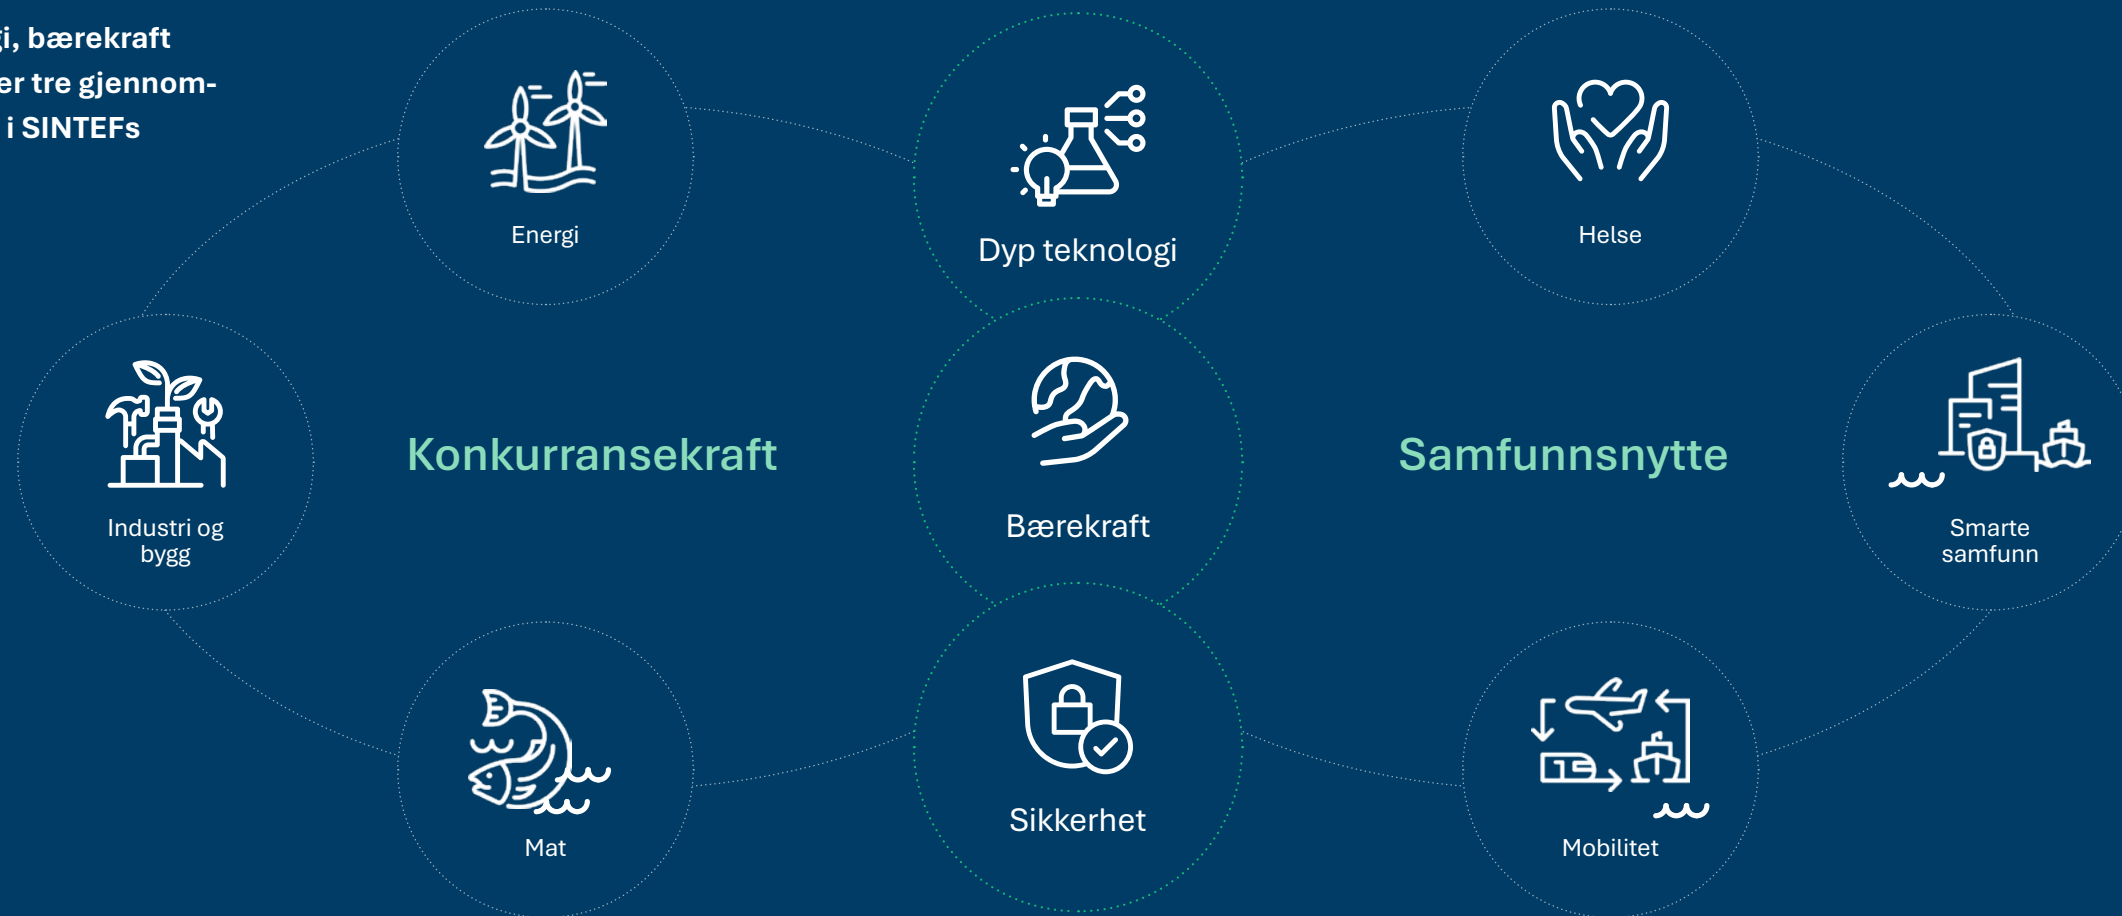 bærekraft
er tre gjennom-
i SINTEFs
Energi
Dyp teknologi
Helse
Industri og
bygg
Konkurransekraft
Bærekraft
Samfunnsnytte
Smarte
samfunn
Mat
Sikkerhet
Mobilitet